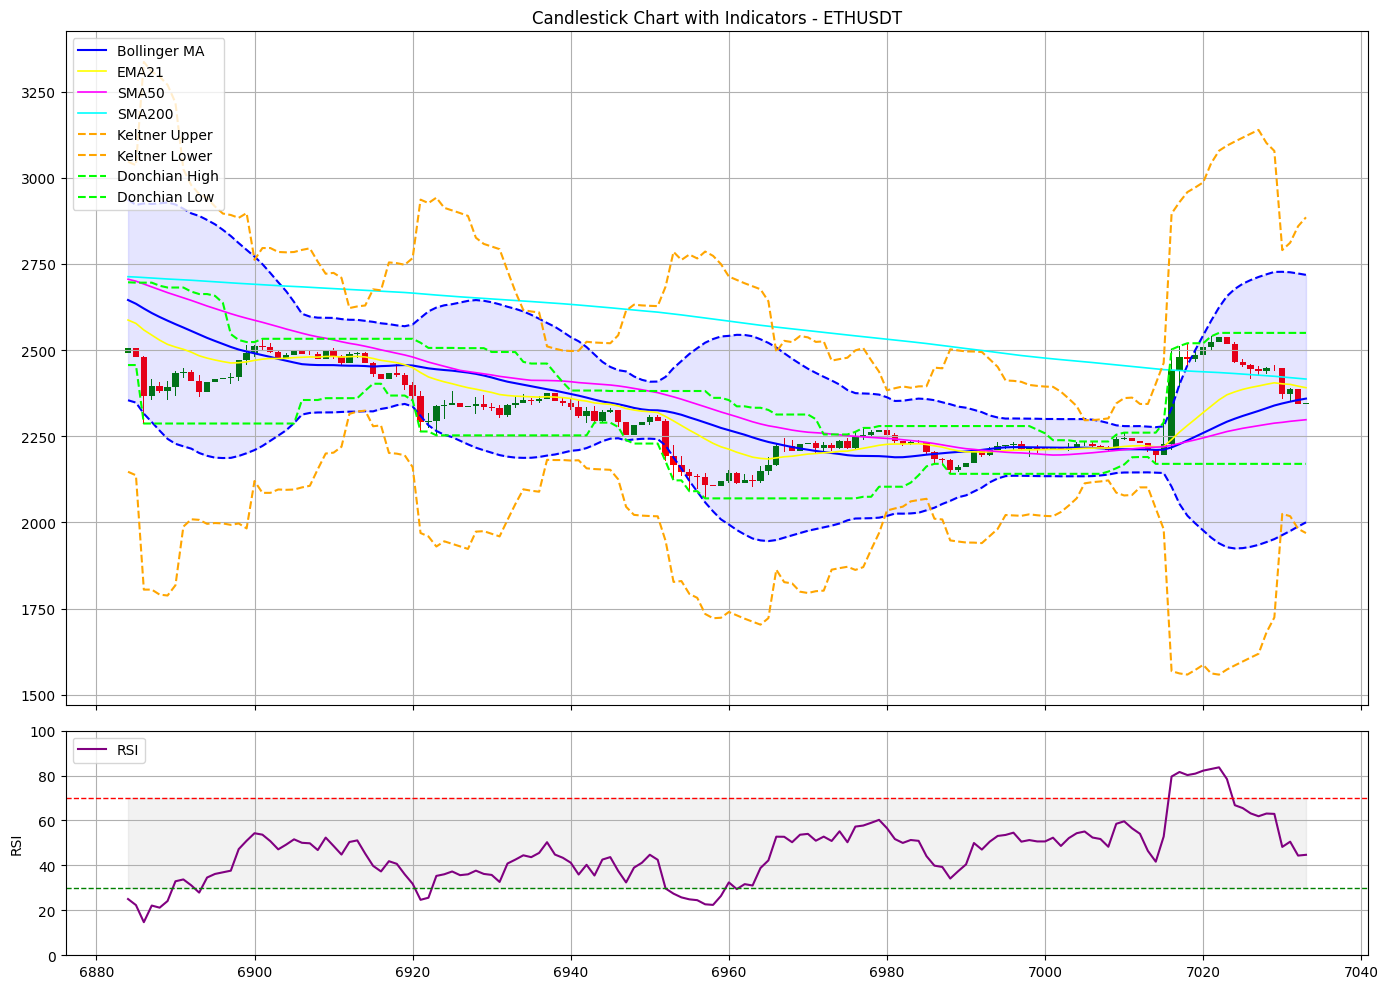 Candlestick Chart with Indicators - ETHUSDT
Bollinger MA
EMA21
SMA50
SMA200
Keltner Upper
Keltner Lower
Donchian High
Donchian Low
3250
3000
2750
2500
2250
2000
1750
1500
RSI
100
80
60
40
20
0
RSI
6880
6900
6920
6940
6960
6980
7000
7020
7040